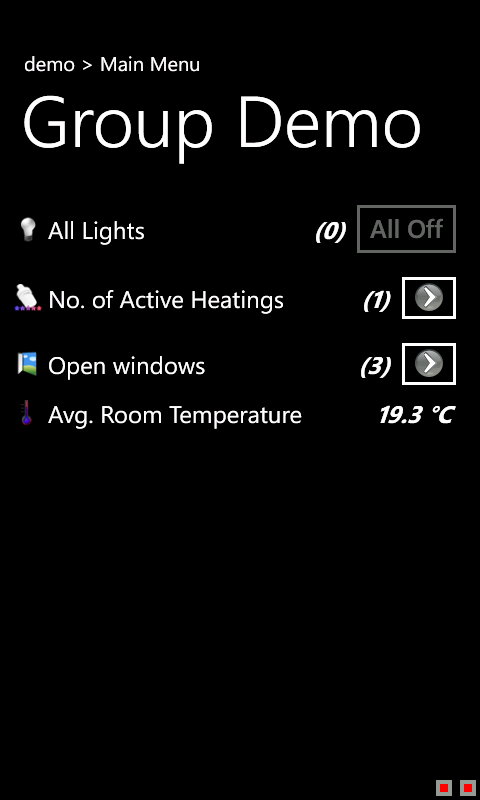 demo > Main Menu
Group Demo
All Lights (0) All Off
No. of Active Heatings (1)
Open windows (3)
Avg. Room Temperature 19.3 °C